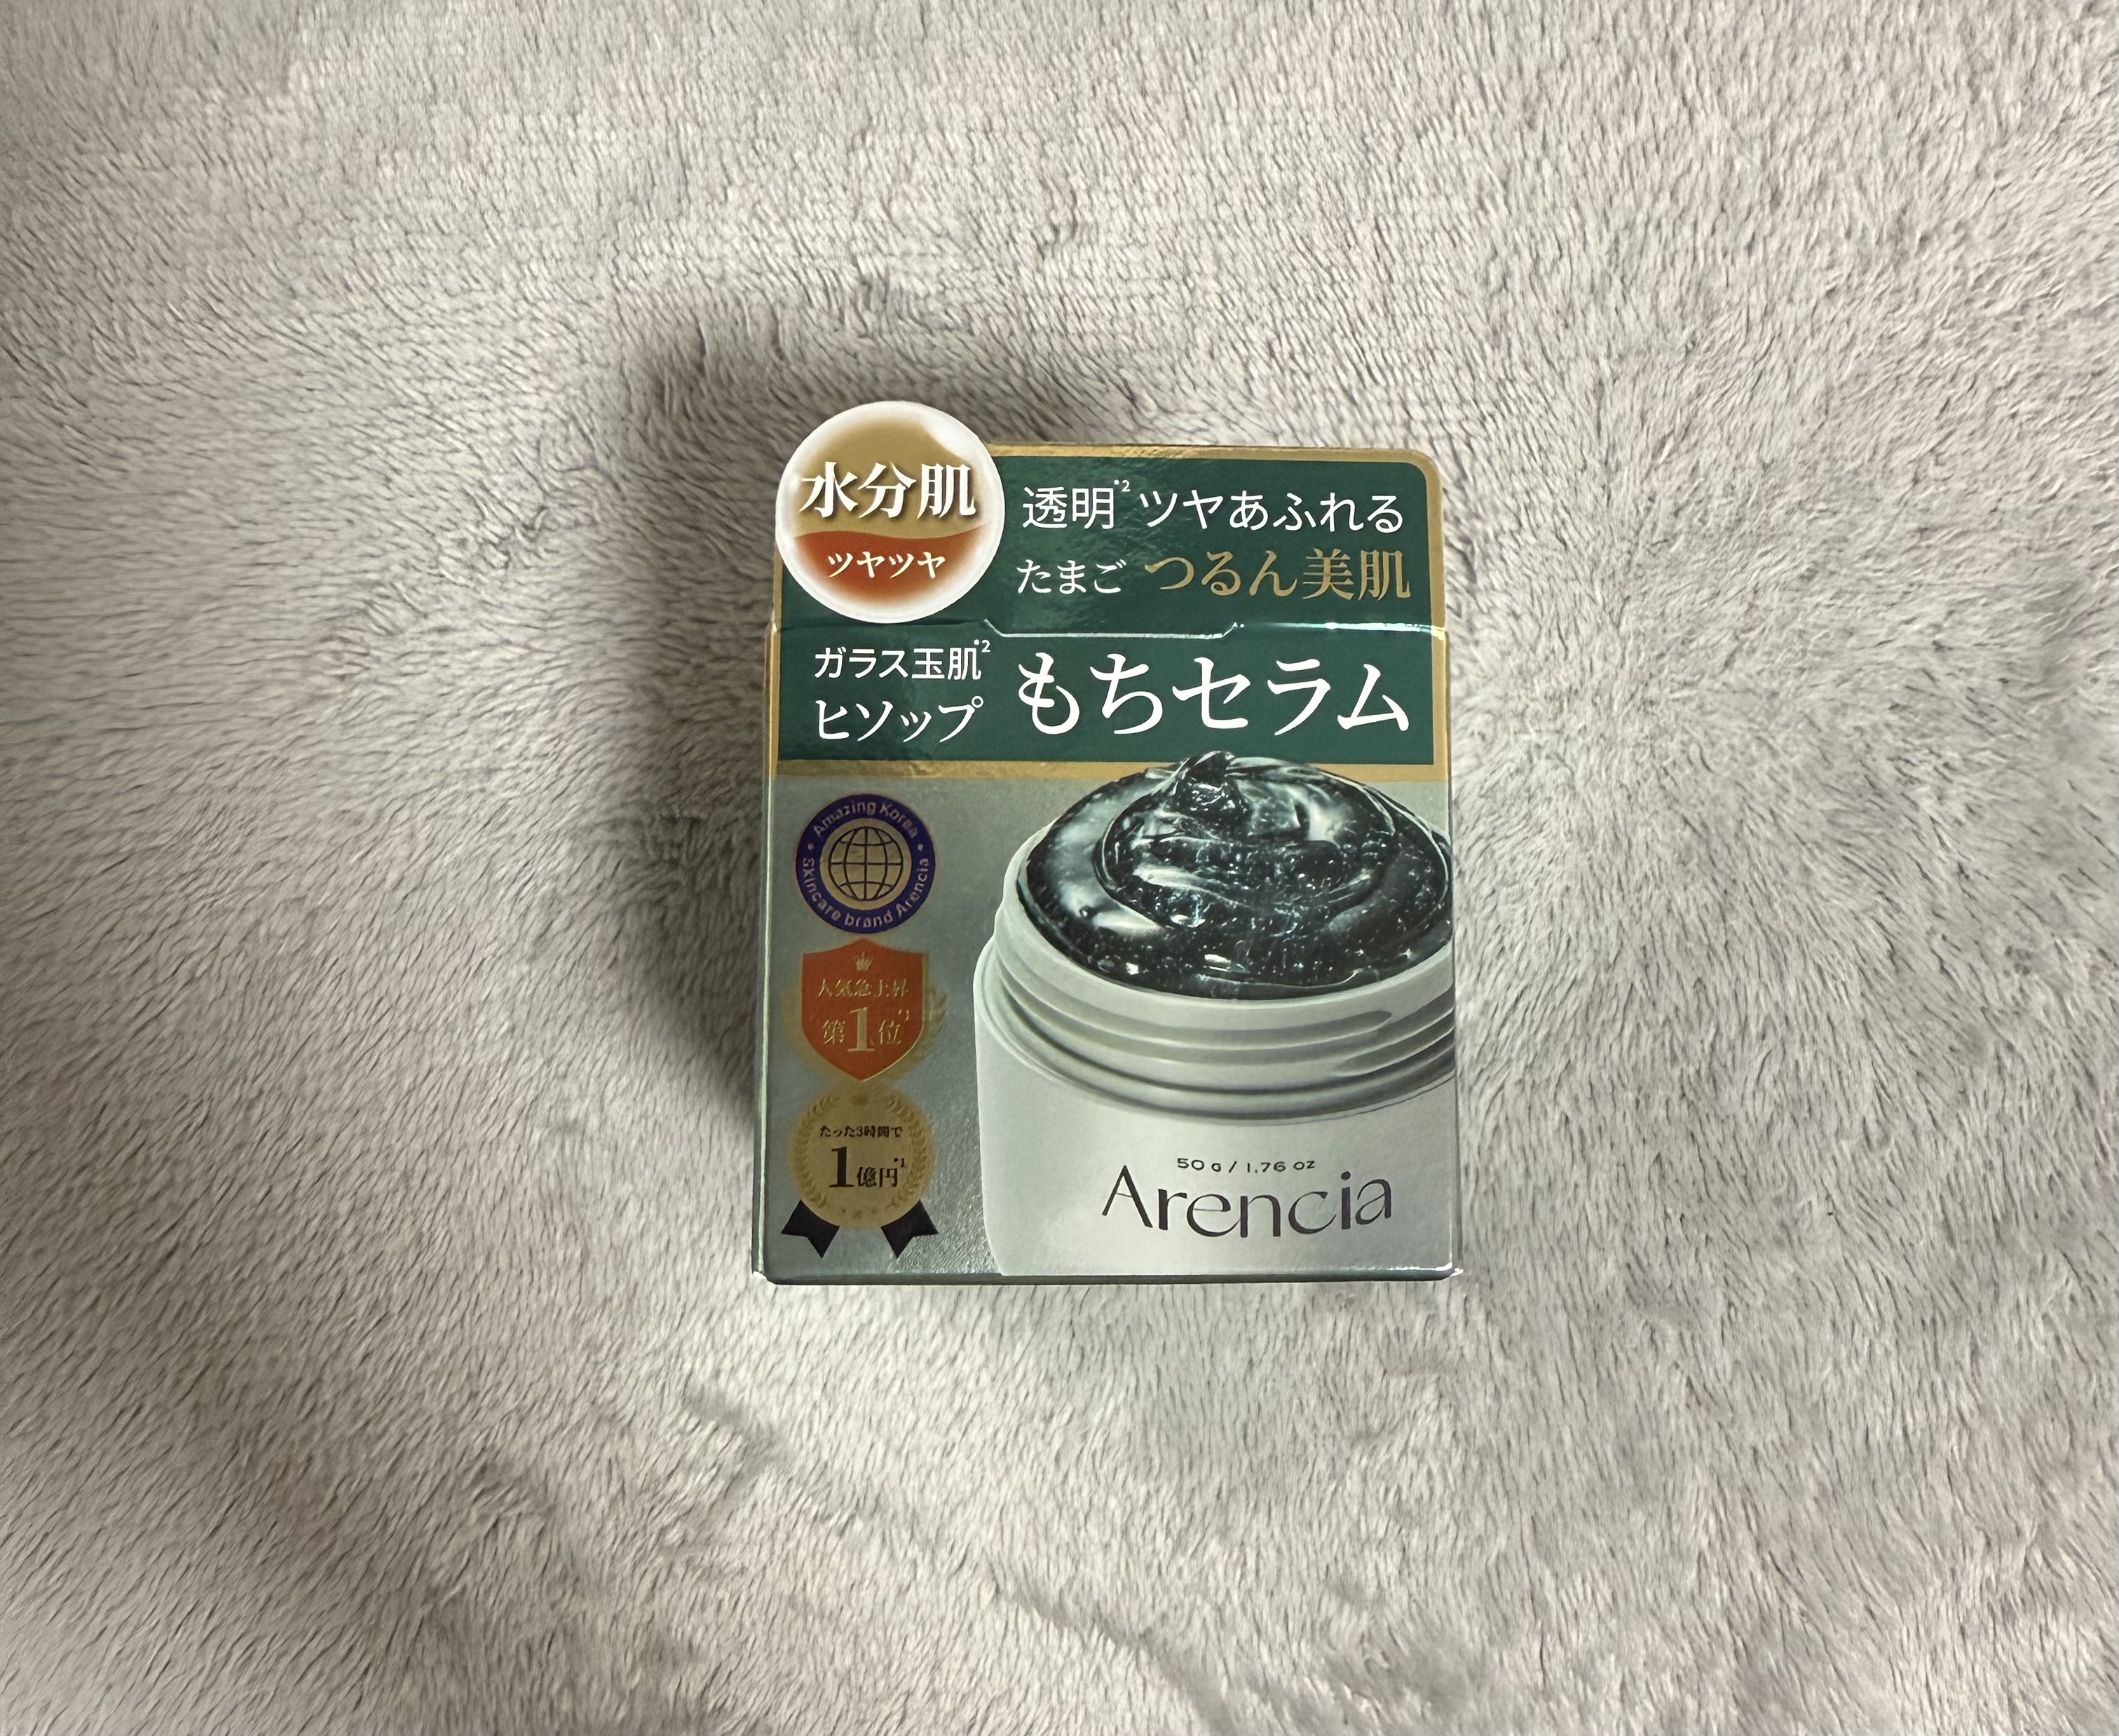 水分肌
ツヤツヤ
透明*2ツヤあふれる
たまご つるん美肌
ガラス玉肌*2
ヒソップ もちセラム
Amazing Korea
Skincare brand Arencia
人気急上昇
第1位*1
たった3時間で
1億円*1
50 G / 1.76 OZ
Arencia